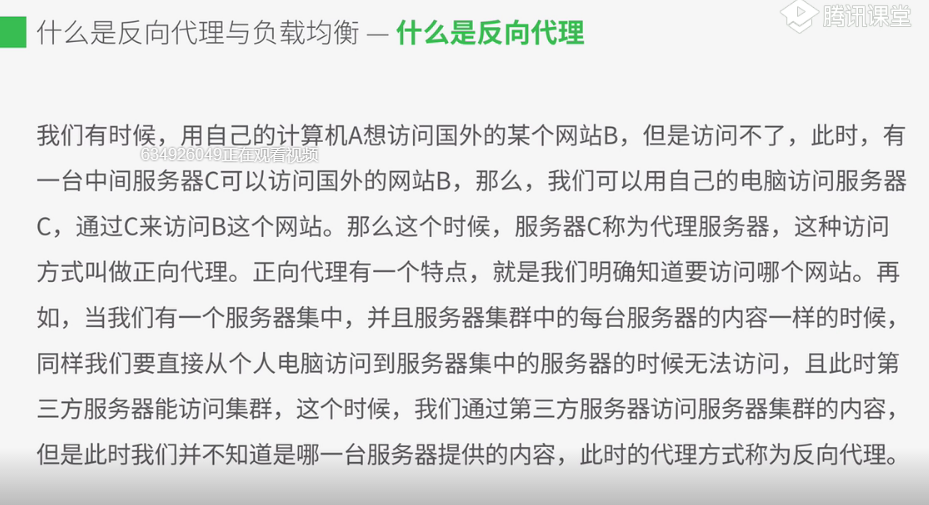 什么是反向代理与负载均衡 — 什么是反向代理
腾讯课堂
我们有时候，用自己的计算机A想访问国外的某个网站B，但是访问不了，此时，有
634926049正在观看视频
一台中间服务器C可以访问国外的网站B，那么，我们可以用自己的电脑访问服务器
C，通过C来访问B这个网站。那么这个时候，服务器C称为代理服务器，这种访问
方式叫做正向代理。正向代理有一个特点，就是我们明确知道要访问哪个网站。再
如，当我们有一个服务器集中，并且服务器集群中的每台服务器的内容一样的时候，
同样我们要直接从个人电脑访问到服务器集中的服务器的时候无法访问，且此时第
三方服务器能访问集群，这个时候，我们通过第三方服务器访问服务器集群的内容，
但是此时我们并不知道是哪一台服务器提供的内容，此时的代理方式称为反向代理。